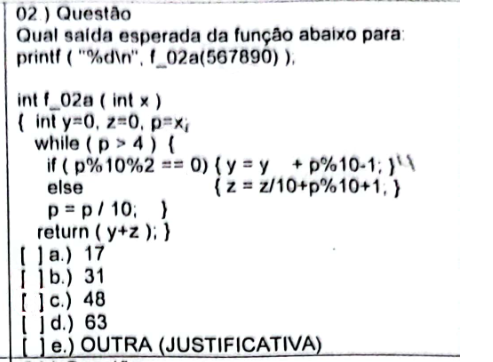 02.) Questão
Qual saída esperada da função abaixo para:
printf ( "%d\n", f_02a(567890) );
int f_02a ( int x )
{ int y=0, z=0, p=x;
while ( p > 4 ) {
if ( p%10%2 == 0) { y = y + p%10-1; }
else { z = z/10+p%10+1; }
p = p / 10; }
return ( y+z ); }
[ ] a.) 17
[ ] b.) 31
[ ] c.) 48
[ ] d.) 63
[ ] e.) OUTRA (JUSTIFICATIVA)